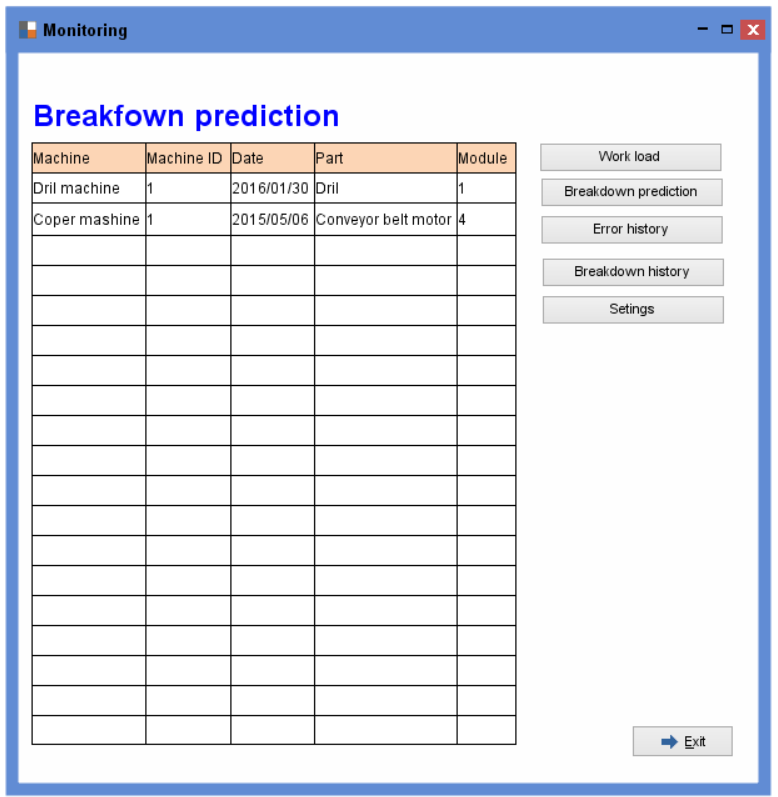 Monitoring
Breakfown prediction
Machine Machine ID Date Part Module
Dril machine 1 2016/01/30 Dril 1
Coper mashine 1 2015/05/06 Conveyor belt motor 4
Work load
Breakdown prediction
Error history
Breakdown history
Setings
Exit